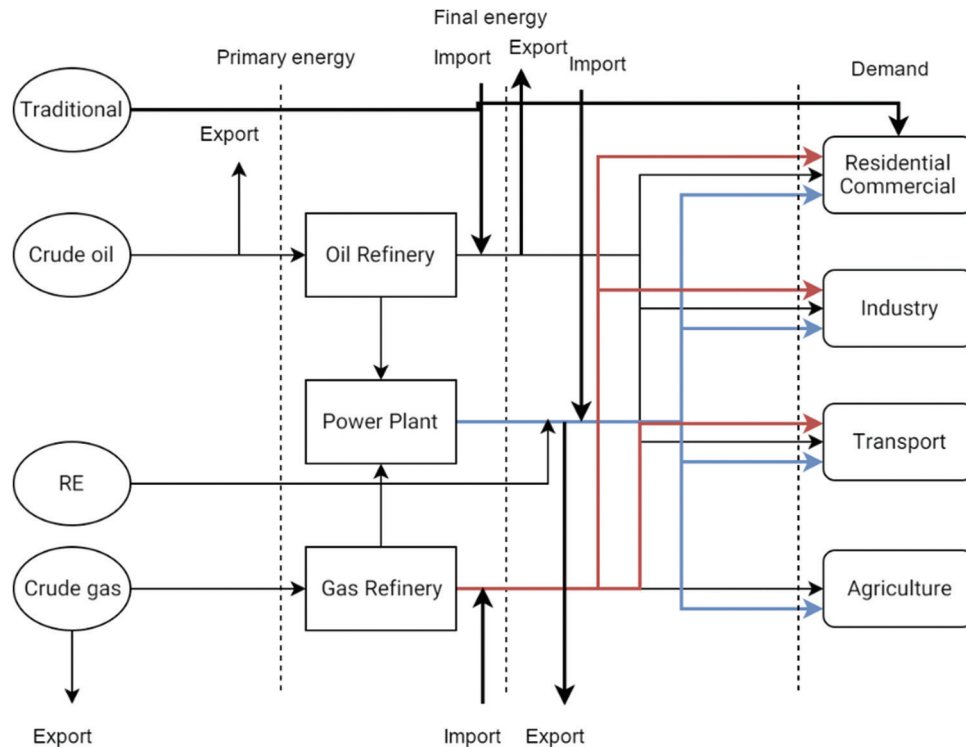 Final energy
Primary energy
Import
Export
Import
Demand
Traditional
Export
Residential
Commercial
Crude oil
Oil Refinery
Industry
Power Plant
Transport
RE
Crude gas
Gas Refinery
Agriculture
Export
Import
Export